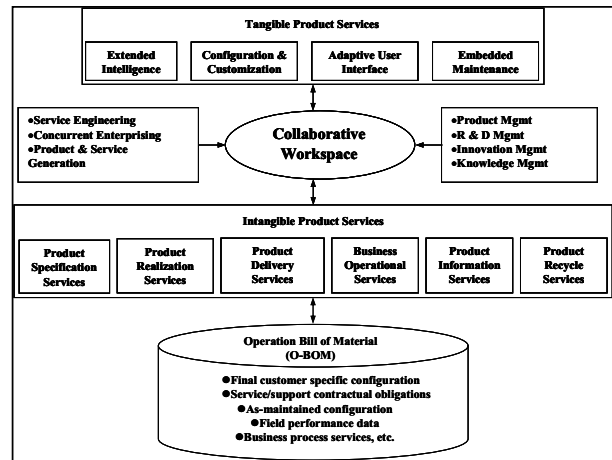 Tangible Product Services
Extended
Intelligence
Configuration &
Customization
Adaptive User
Interface
Embedded
Maintenance
●Service Engineering
●Concurrent Enterprising
●Product & Service
Generation
Collaborative
Workspace
●Product Mgmt
●R & D Mgmt
●Innovation Mgmt
●Knowledge Mgmt
Intangible Product Services
Product
Specification
Services
Product
Realization
Services
Product
Delivery
Services
Business
Operational
Services
Product
Information
Services
Product
Recycle
Services
Operation Bill of Material
(O-BOM)
●Final customer specific configuration
●Service/support contractual obligations
●As-maintained configuration
●Field performance data
●Business process services, etc.